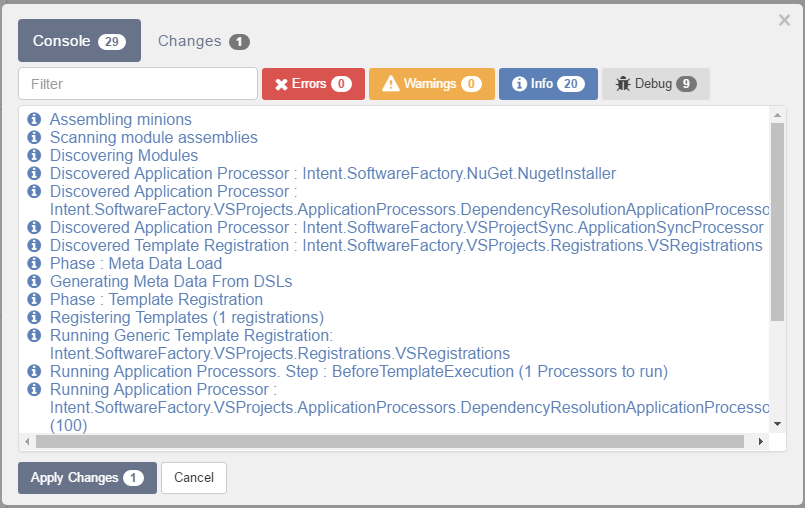 ×
Console 29 Changes 1
Filter Errors 0 Warnings 0 Info 20 Debug 9
Assembling minions
Scanning module assemblies
Discovering Modules
Discovered Application Processor : Intent.SoftwareFactory.NuGet.NugetInstaller
Discovered Application Processor :
Intent.SoftwareFactory.VSProjects.ApplicationProcessors.DependencyResolutionApplicationProcesso
Discovered Application Processor : Intent.SoftwareFactory.VSProjectSync.ApplicationSyncProcessor
Discovered Template Registration : Intent.SoftwareFactory.VSProjects.Registrations.VSRegistrations
Phase : Meta Data Load
Generating Meta Data From DSLs
Phase : Template Registration
Registering Templates (1 registrations)
Running Generic Template Registration:
Intent.SoftwareFactory.VSProjects.Registrations.VSRegistrations
Running Application Processors. Step : BeforeTemplateExecution (1 Processors to run)
Running Application Processor :
Intent.SoftwareFactory.VSProjects.ApplicationProcessors.DependencyResolutionApplicationProcesso
(100)
Apply Changes 1 Cancel